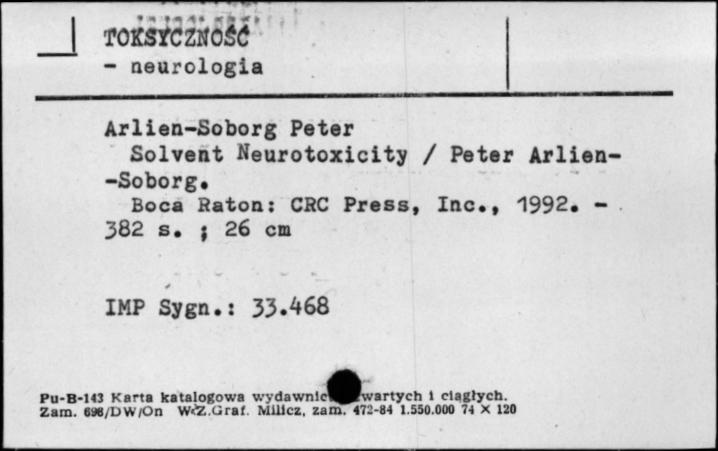 TOKSYCZNOŚĆ
- neurologia
Arlien-Soborg Peter
Solvent Neurotoxicity / Peter Arlien-
-Soborg.
Boca Raton: CRC Press, Inc., 1992. -
382 s. ; 26 cm
IMP Sygn.: 33.468
Pu-B-143 Karta katalogowa wydawnic wartych i ciągłych.
Zam. 698/DW/On WZ.Graf. Milicz, zam. 472-84 1.550.000 74 X 120